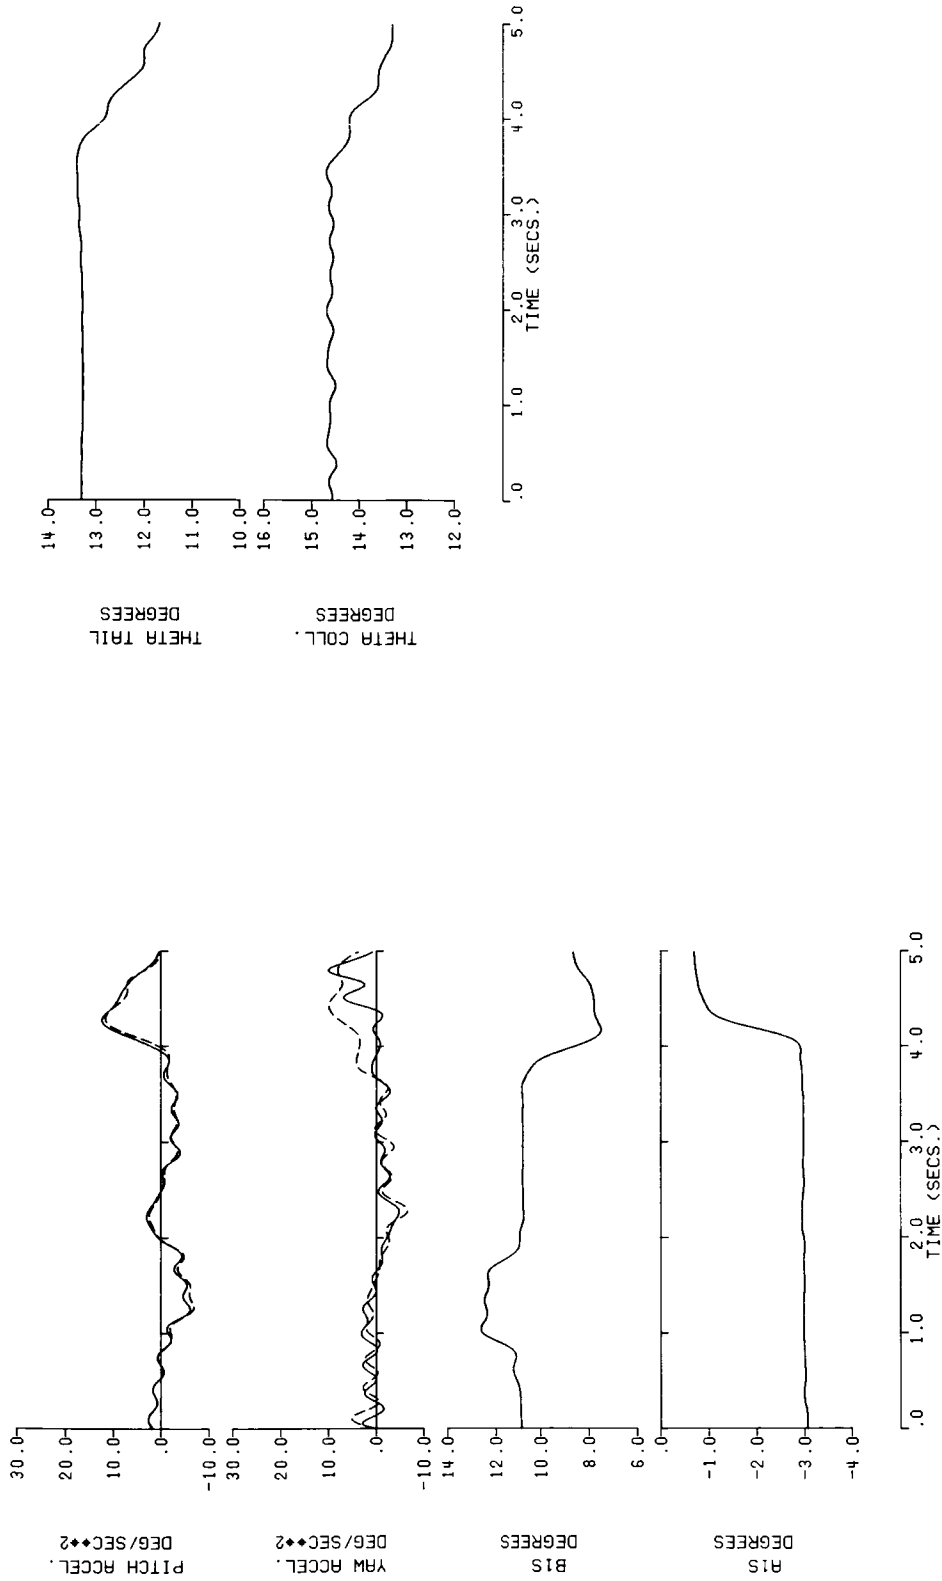 PITCH ACCEL.
DEG/SEC◆◆2
30.0
20.0
10.0
.0
-10.0
YAW ACCEL.
DEG/SEC◆◆2
30.0
20.0
10.0
.0
-10.0
B1S
DEGREES
14.0
12.0
10.0
8.0
6.0
A1S
DEGREES
.0
-1.0
-2.0
-3.0
-4.0
.0 1.0 2.0 3.0 4.0 5.0
TIME (SECS.)
THETA TAIL
DEGREES
14.0
13.0
12.0
11.0
10.0
THETA COLL.
DEGREES
16.0
15.0
14.0
13.0
12.0
.0 1.0 2.0 3.0 4.0 5.0
TIME (SECS.)